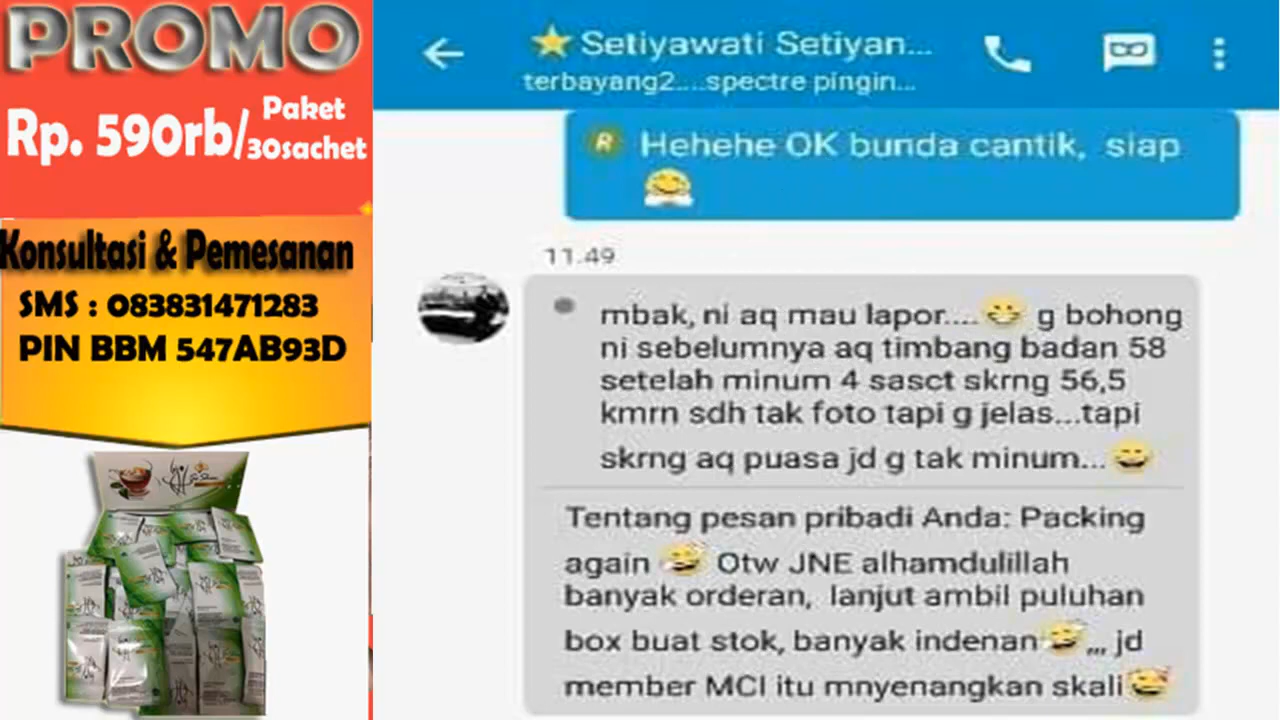 PROMO
Rp. 590rb/
Paket
30sachet
Konsultasi & Pemesanan
SMS : 083831471283
PIN BBM 547AB93D
Setiyawati Setiyan...
terbayang2....spectre pingin...
R
Hehehe OK bunda cantik, siap
11.49
mbak, ni aq mau lapor.... g bohong
ni sebelumnya aq timbang badan 58
setelah minum 4 sasct skrng 56,5
kmrn sdh tak foto tapi g jelas...tapi
skrng aq puasa jd g tak minum...
Tentang pesan pribadi Anda: Packing
again Otw JNE alhamdulillah
banyak orderan, lanjut ambil puluhan
box buat stok, banyak indenan ,,, jd
member MCI itu mnyenangkan skali